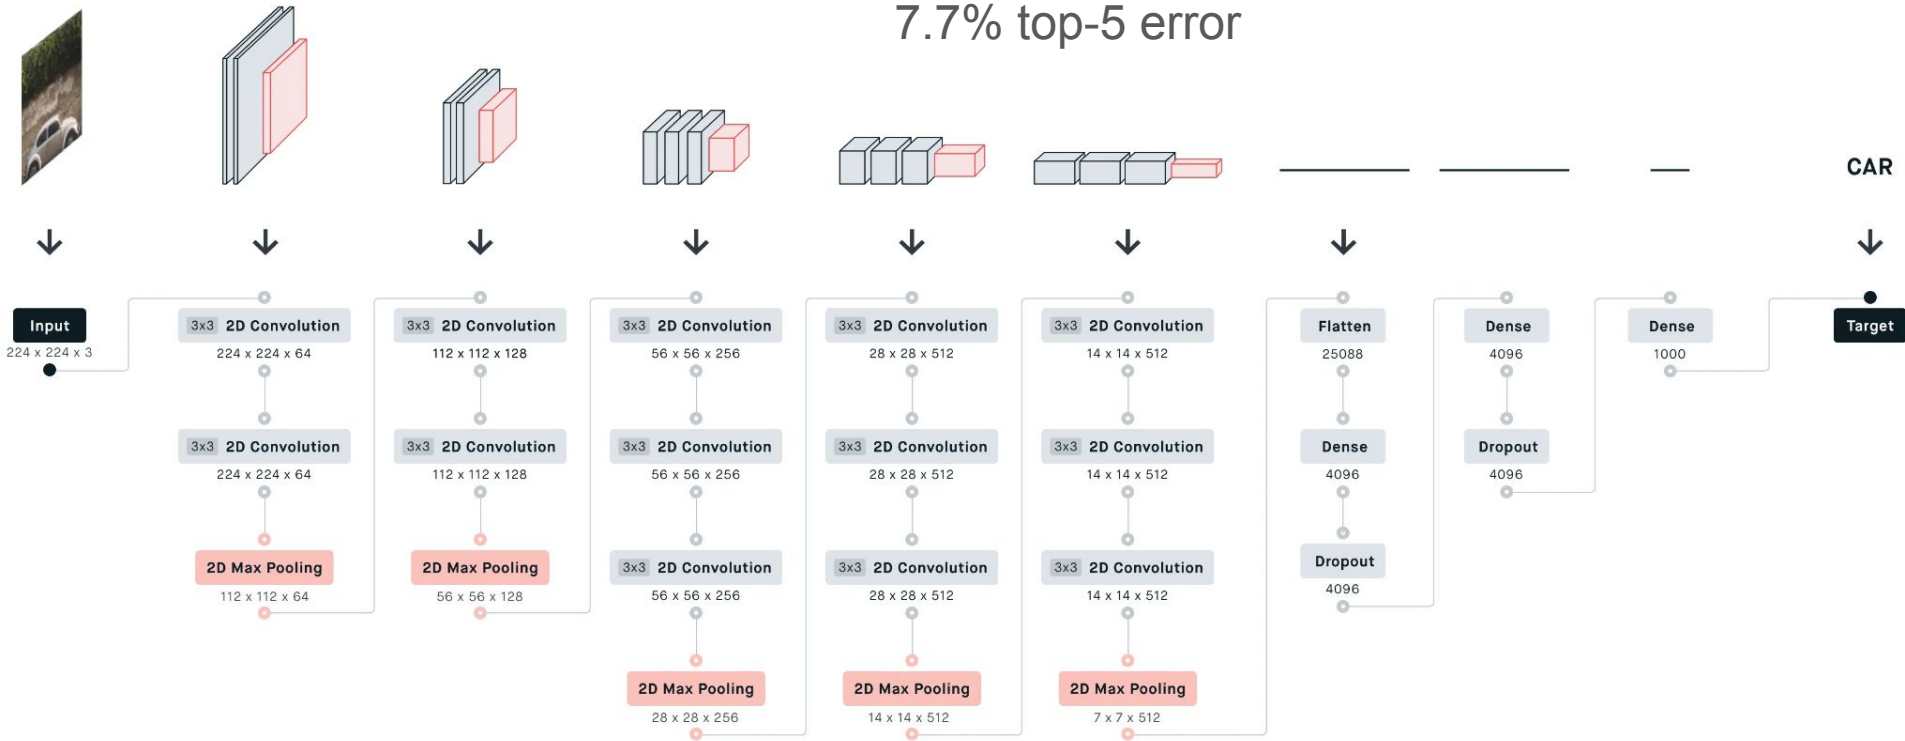 7.7% top-5 error
CAR
Input
224 x 224 x 3
3x3 2D Convolution
224 x 224 x 64
3x3 2D Convolution
224 x 224 x 64
2D Max Pooling
112 x 112 x 64
3x3 2D Convolution
112 x 112 x 128
3x3 2D Convolution
112 x 112 x 128
2D Max Pooling
56 x 56 x 128
3x3 2D Convolution
56 x 56 x 256
3x3 2D Convolution
56 x 56 x 256
3x3 2D Convolution
56 x 56 x 256
2D Max Pooling
28 x 28 x 256
3x3 2D Convolution
28 x 28 x 512
3x3 2D Convolution
28 x 28 x 512
3x3 2D Convolution
28 x 28 x 512
2D Max Pooling
14 x 14 x 512
3x3 2D Convolution
14 x 14 x 512
3x3 2D Convolution
14 x 14 x 512
3x3 2D Convolution
14 x 14 x 512
2D Max Pooling
7 x 7 x 512
Flatten
25088
Dense
4096
Dropout
4096
Dense
4096
Dropout
4096
Dense
1000
Target